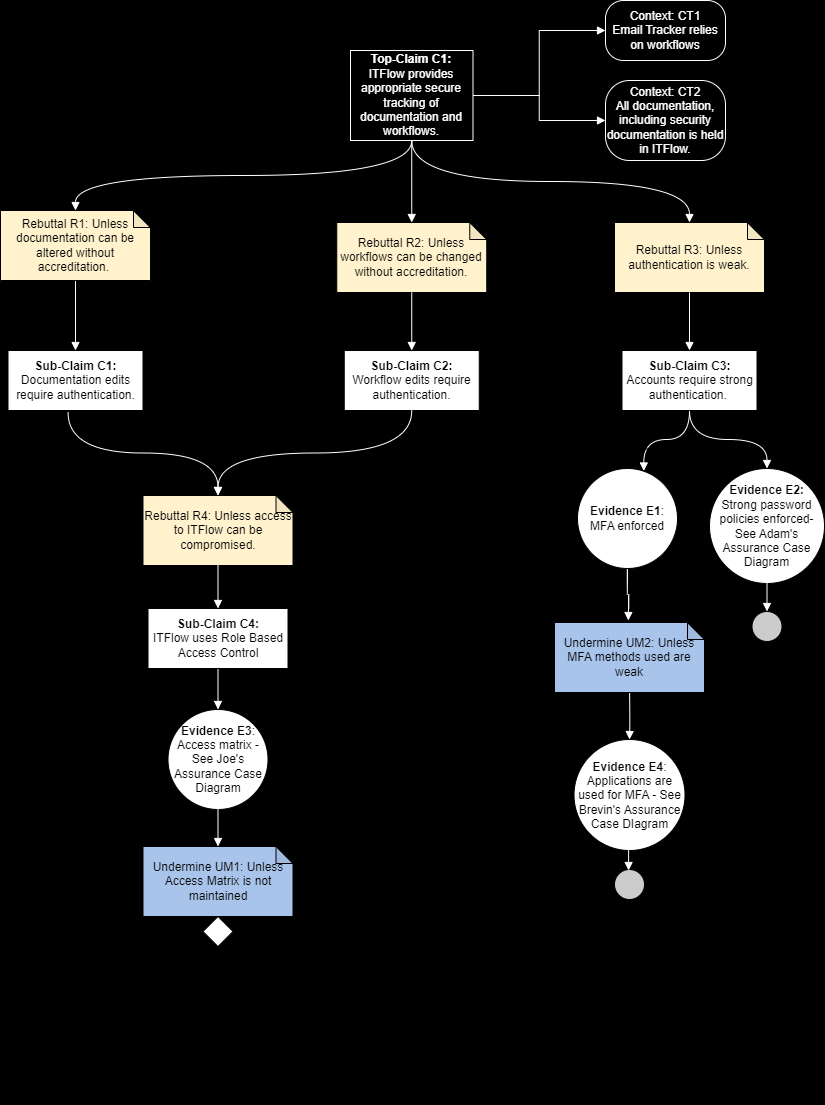 Context: CT1
Email Tracker relies
on workflows
Top-Claim C1:
ITFlow provides
appropriate secure
tracking of
documentation and
workflows.
Context: CT2
All documentation,
including security
documentation is held
in ITFlow.
Rebuttal R1: Unless
documentation can be
altered without
accreditation.
Rebuttal R2: Unless
workflows can be changed
without accreditation.
Rebuttal R3: Unless
authentication is weak.
Sub-Claim C1:
Documentation edits
require authentication.
Sub-Claim C2:
Workflow edits require
authentication.
Sub-Claim C3:
Accounts require strong
authentication.
Rebuttal R4: Unless access
to ITFlow can be
compromised.
Evidence E1:
MFA enforced
Evidence E2:
Strong password
policies enforced-
See Adam's
Assurance Case
Diagram
Sub-Claim C4:
ITFlow uses Role Based
Access Control
Undermine UM2: Unless
MFA methods used are
weak
Evidence E3:
Access matrix -
See Joe's
Assurance Case
Diagram
Evidence E4:
Applications are
used for MFA - See
Brevin's Assurance
Case DIagram
Undermine UM1: Unless
Access Matrix is not
maintained